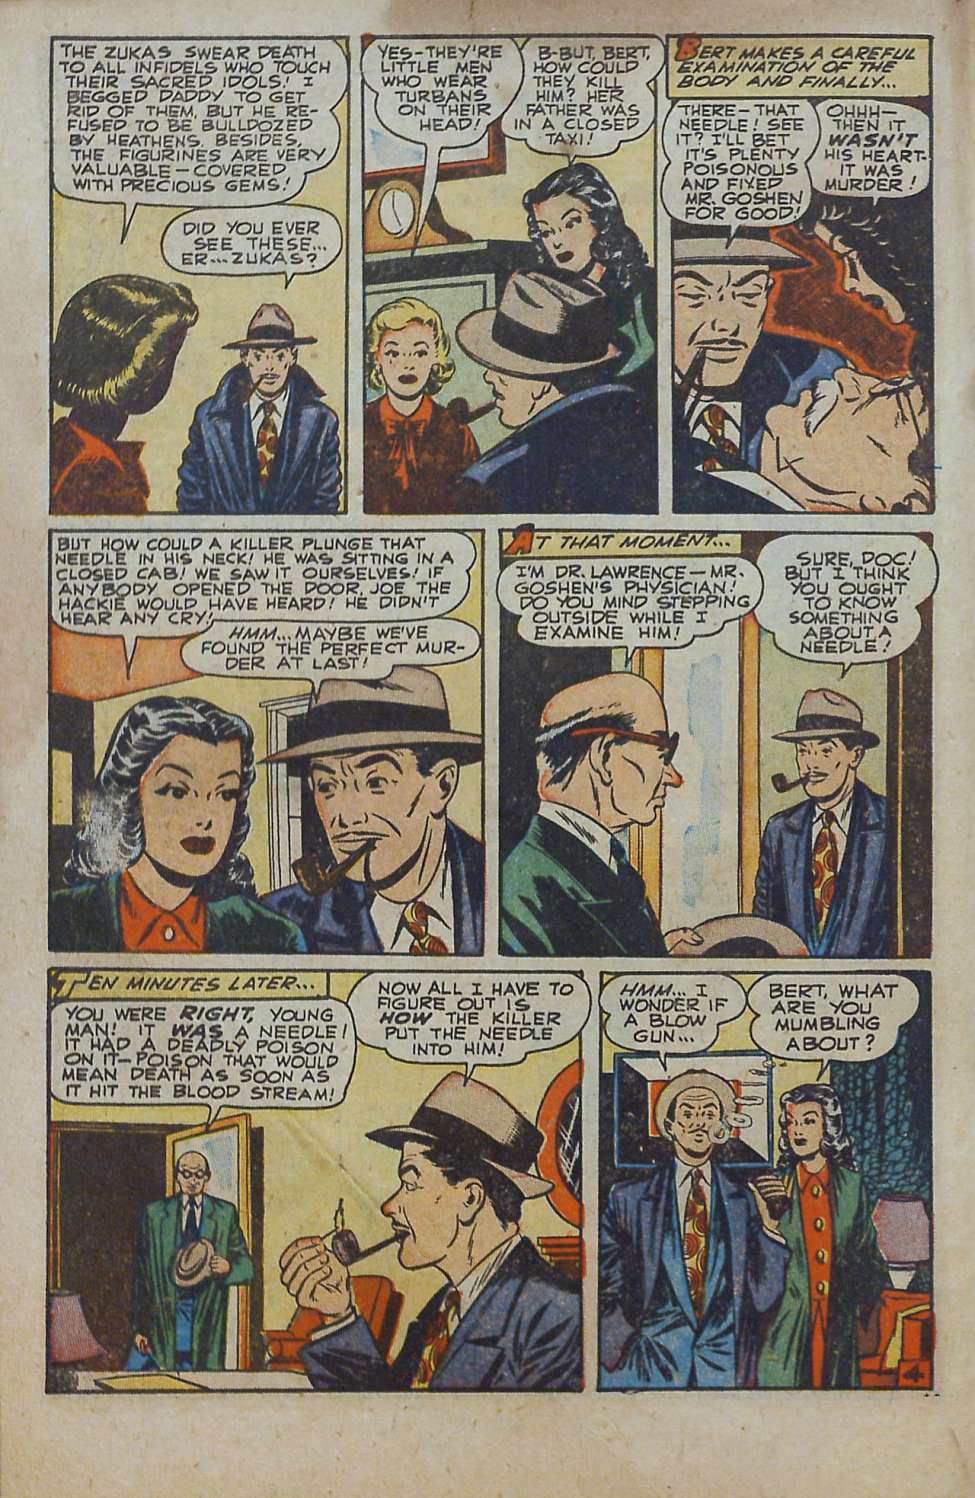 THE ZUKAS SWEAR DEATH
TO ALL INFIDELS WHO TOUCH
THEIR SACRED IDOLS! I
BEGGED DADDY TO GET
RID OF THEM, BUT HE RE-
FUSED TO BE BULLDOZED
BY HEATHENS. BESIDES,
THE FIGURINES ARE VERY
VALUABLE—COVERED
WITH PRECIOUS GEMS!
DID YOU EVER
SEE THESE...
ER...ZUKAS?
YES—THEY'RE
LITTLE MEN
WHO WEAR
TURBANS
ON THEIR
HEAD!
B-BUT, BERT,
HOW COULD
THEY KILL
HIM? HER
FATHER WAS
IN A CLOSED
TAXI!
BERT MAKES A CAREFUL
EXAMINATION OF THE
BODY AND FINALLY...
THERE—THAT
NEEDLE! SEE
IT? I'LL BET
IT'S PLENTY
POISONOUS
AND FIXED
MR. GOSHEN
FOR GOOD!
OHHH—
THEN IT
WASN'T
HIS HEART—
IT WAS
MURDER!
BUT HOW COULD A KILLER PLUNGE THAT
NEEDLE IN HIS NECK! HE WAS SITTING IN A
CLOSED CAB! WE SAW IT OURSELVES! IF
ANYBODY OPENED THE DOOR, JOE THE
HACKIE WOULD HAVE HEARD! HE DIDN'T
HEAR ANY CRY!
HMM...MAYBE WE'VE
FOUND THE PERFECT MUR-
DER AT LAST!
AT THAT MOMENT...
I'M DR. LAWRENCE—MR.
GOSHEN'S PHYSICIAN!
DO YOU MIND STEPPING
OUTSIDE WHILE I
EXAMINE HIM!
SURE, DOC!
BUT I THINK
YOU OUGHT
TO KNOW
SOMETHING
ABOUT A
NEEDLE!
TEN MINUTES LATER...
YOU WERE RIGHT, YOUNG
MAN! IT WAS A NEEDLE!
IT HAD A DEADLY POISON
ON IT—POISON THAT WOULD
MEAN DEATH AS SOON AS
IT HIT THE BLOOD STREAM!
NOW ALL I HAVE TO
FIGURE OUT IS
HOW THE KILLER
PUT THE NEEDLE
INTO HIM!
HMM... I
WONDER IF
A BLOW
GUN...
BERT, WHAT
ARE YOU
MUMBLING
ABOUT?
4